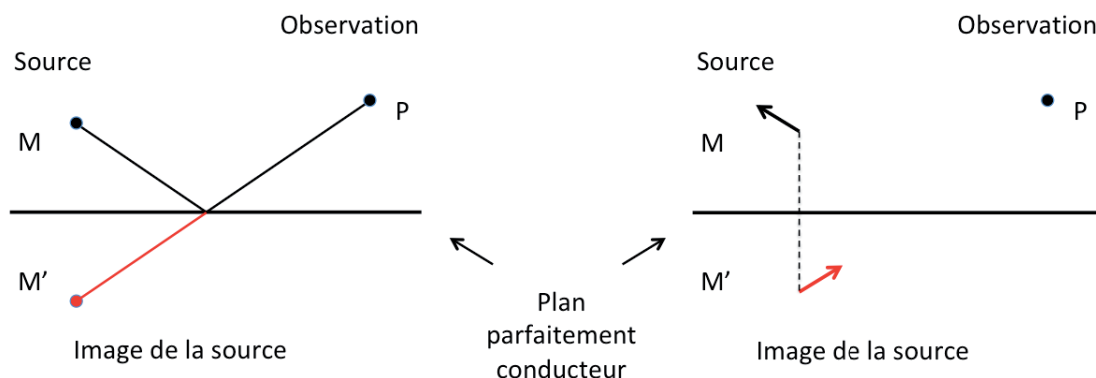 Observation
Source
P
M
M’
Image de la source
Plan
parfaitement
conducteur
Observation
Source
P
M
M’
Image de la source